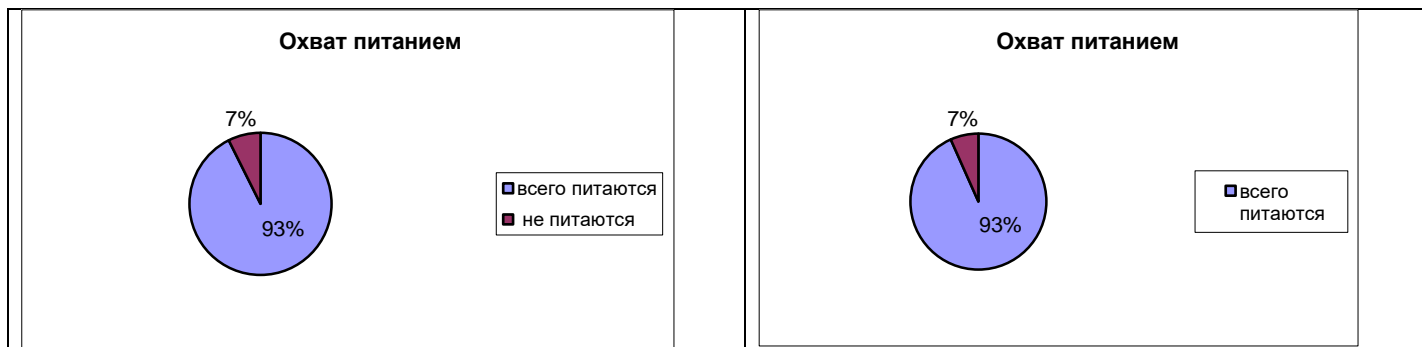 Охват питанием
7%
93%
всего питаются
не питаются
Охват питанием
7%
93%
всего
питаются